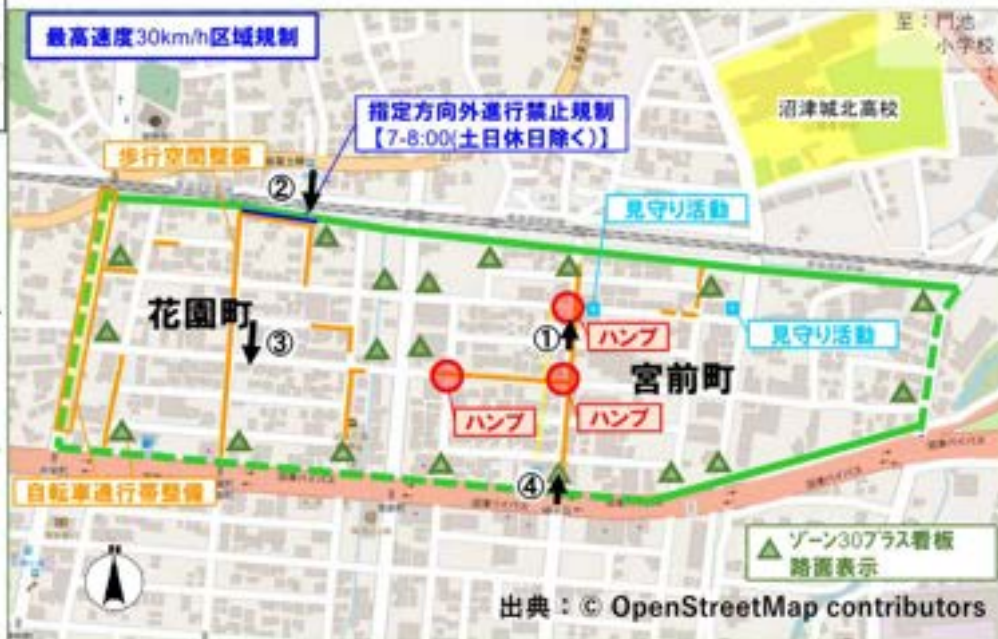 最高速度30km/h区域規制
至：門池
小学校
沼津城北高校
指定方向外進行禁止規制
【7-8:00(土日休日除く)】
歩行空間整備
②
見守り活動
花園町
③
①
ハンプ
見守り活動
宮前町
ハンプ
ハンプ
④
自転車通行帯整備
ゾーン30プラス看板
路面表示
N
出典：© OpenStreetMap contributors